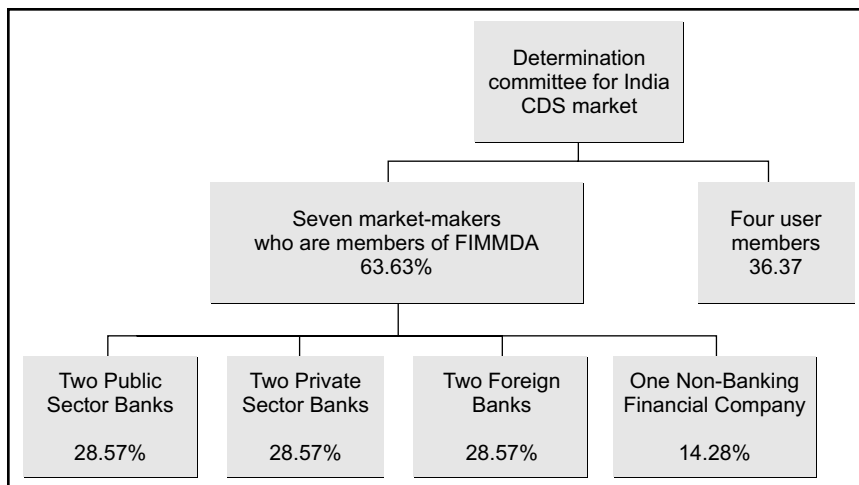 Determination
committee for India
CDS market
Seven market-makers
who are members of FIMMDA
63.63%
Four user
members
36.37
Two Public
Sector Banks
28.57%
Two Private
Sector Banks
28.57%
Two Foreign
Banks
28.57%
One Non-Banking
Financial Company
14.28%